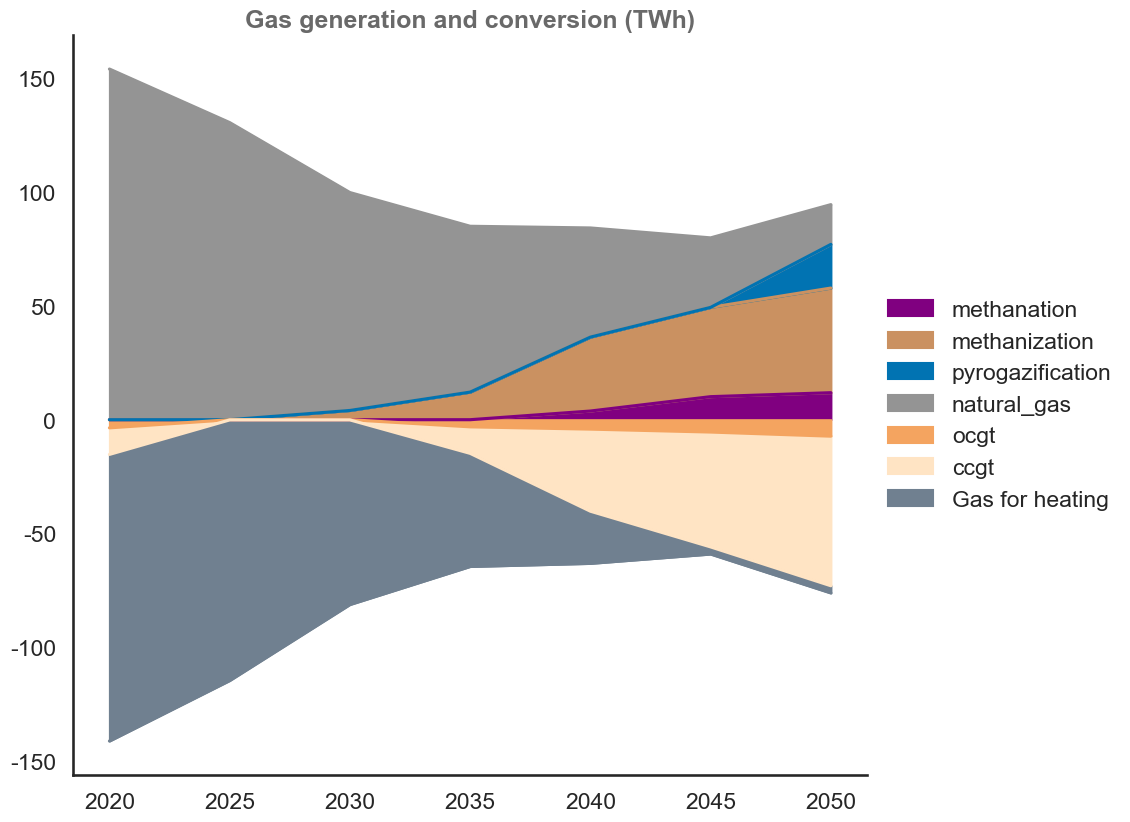 Gas generation and conversion (TWh)
150
100
50
0
-50
-100
-150
2020 2025 2030 2035 2040 2045 2050
methanation
methanization
pyrogazification
natural_gas
ocgt
ccgt
Gas for heating